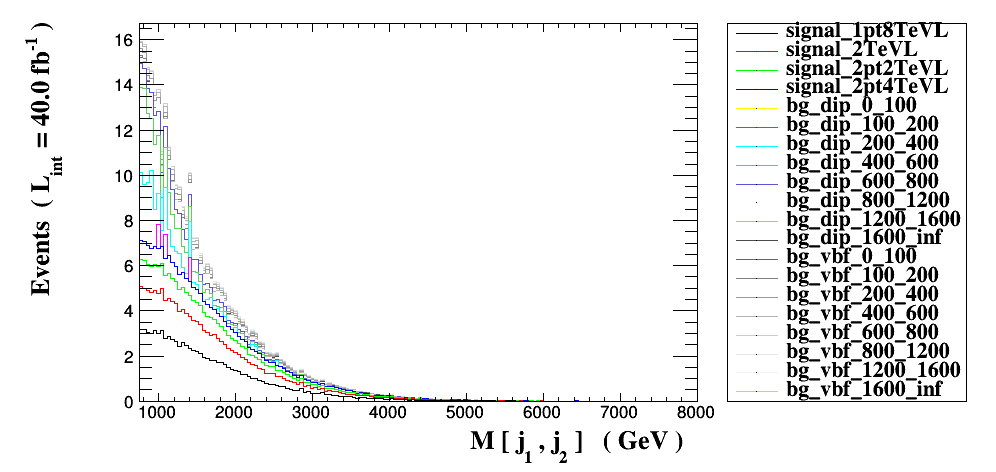 Events ( L_int = 40.0 fb^-1 )
16
14
12
10
8
6
4
2
0
1000 2000 3000 4000 5000 6000 7000 8000
M [ j_1 , j_2 ] ( GeV )
signal_1pt8TeVL
signal_2TeVL
signal_2pt2TeVL
signal_2pt4TeVL
bg_dip_0_100
bg_dip_100_200
bg_dip_200_400
bg_dip_400_600
bg_dip_600_800
bg_dip_800_1200
bg_dip_1200_1600
bg_dip_1600_inf
bg_vbf_0_100
bg_vbf_100_200
bg_vbf_200_400
bg_vbf_400_600
bg_vbf_600_800
bg_vbf_800_1200
bg_vbf_1200_1600
bg_vbf_1600_inf